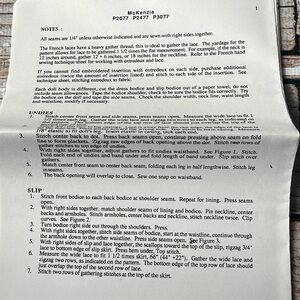 McKenzie
P2077 P2477 P3077
1
NOTES :
All seams are 1/4" unless otherwise indicated and are sewn with right sides together.
The French laces have a heavy gather thread, this is ideal to gather the lace. The yardage for the
pattern allows for lace to be gathered 1 1/2 times the flat measurement. For example, if the neck is
12 inches around, gather 12 + 6 inches, or 18 inches for the neck. Refer to the French hand
sewing technique sheet for working with entredeux and lace.
If you cannot find embroidered insertion with entredeux on each side, purchase additional
entredeux (twice the amount of insertion listed) and stitch to each side of the insertion. See
technique sheet, stitching entredeux to fabric.
Each doll body is different, cut the dress bodice and slip bodice out of a paper towel, do not
include seam allowances. Tape the bodice shoulder, check to be sure the bodice fits correctly. Try
the bodice on the doll and tape the side seams. Check the shoulder width, neck line, waist length
and waistline, modify if necessary.
UNDIES
Stitch center front seam and side seams, press seams open. Measure the wide lace to fit 1
1/8" elastic to fit doll's leg. Insert elastic in casing,
3. Stitch center back to dot. Press back seam open, pressing above seam on fold
line to form plackets. Zigzag raw edges of back opening above the dot. Stitch two rows of
gather stitches to top edge of undies.
4. With right sides together, adjust gathers to fit undies waistband. See Figure 1. Stitch.
Fold each end of undies and band under and fold length of band under. Slip stitch over
gathers.
5. Match center front seam to center back seam, folding each leg in half lengthwise. Stitch leg
inseams.
6. The back opening will overlap to close. Sew one snap on waistband.
SLIP
1. Stitch front bodice to each back bodice at shoulder seams. Repeat for lining. Press seams
open.
2. With right sides together, match shoulder seams of lining and bodice. Pin neckline, center
backs and armholes. Stitch armholes, center backs and neckline, stitch neckline twice. Clip
curves. See Figure 2.
3. Turn bodice right side out through the shoulders. Press.
4. With right sides together, stitch side seams of bodice, start at the waistline, continue through
the armhole down to the other waistline. Press side seams open. See Figure 3.
5. With right sides of slip and lace together, the scallops toward the top of the slip, zigzag 3/4"
lace to bottom edge of slip skirt. Press hem under, Top stitch.
6. Measure the wide lace to fit 1 1/2 times skirt, 66" (44" +22"). Gather the wide lace and
zigzag two rows, as indicated on the pattern. The bottom edge of the top row of lace should
just overlap the top of the second row of lace.
7. Stitch two rows of gathering stitches at the top of the skirt.